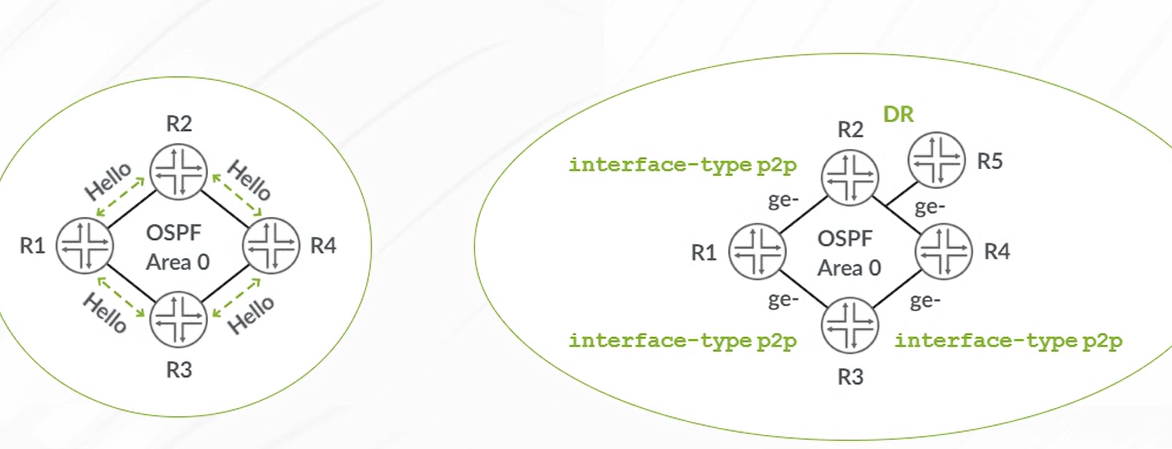 R2
Hello
Hello
R1
OSPF
Area 0
R4
Hello
Hello
R3
DR
R2
interface-type p2p
R5
ge-
ge-
R1
OSPF
Area 0
R4
ge-
ge-
interface-type p2p
interface-type p2p
R3